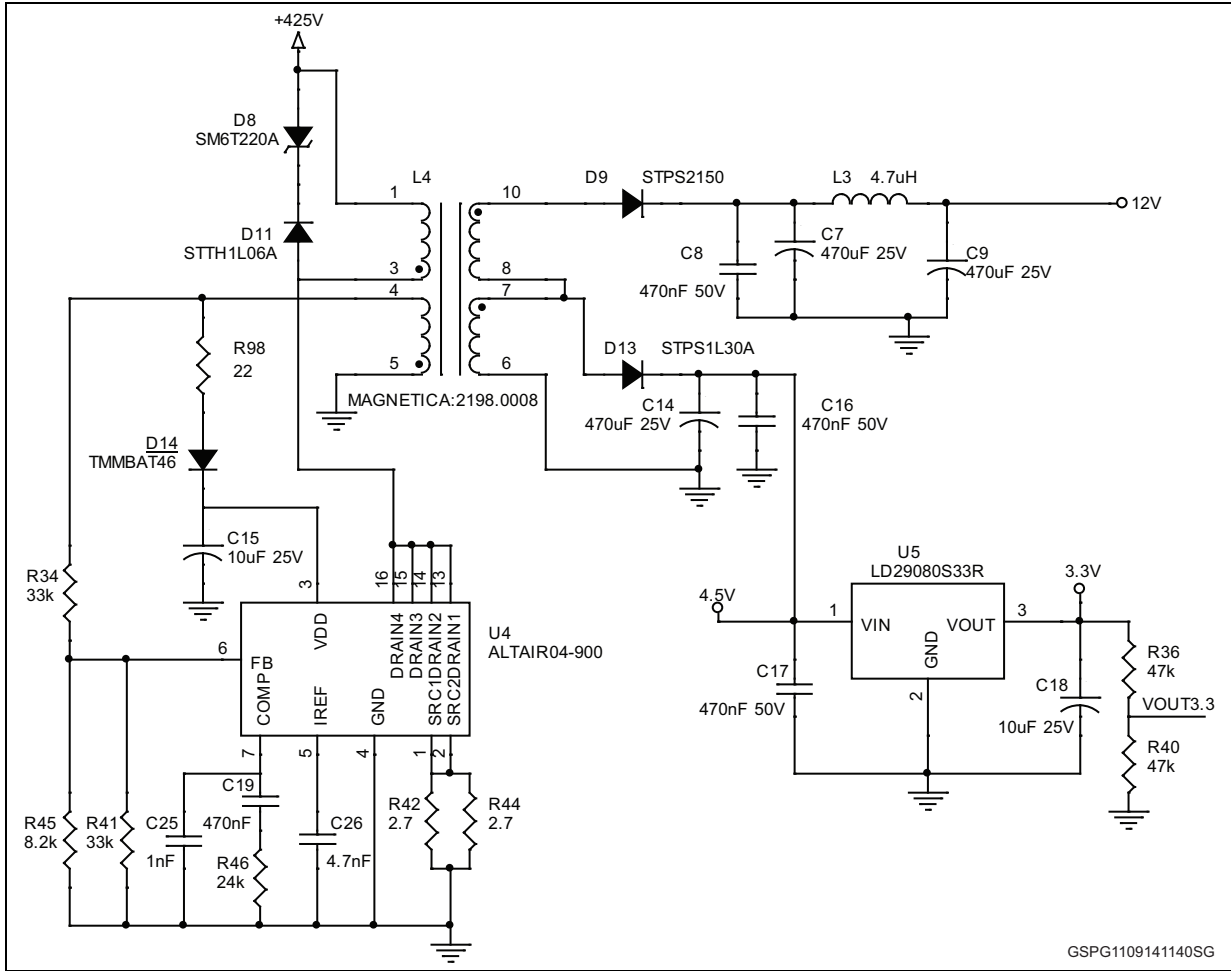 +425V
D8
SM6T220A
D11
STTH1L06A
L4
1
3
4
5
10
8
7
6
MAGNETICA:2198.0008
D9
STPS2150
L3 4.7uH
12V
C8
470nF 50V
C7
470uF 25V
C9
470uF 25V
D13
STPS1L30A
C14
470uF 25V
C16
470nF 50V
R98
22
D14
TMMBAT46
C15
10uF 25V
R34
33k
3
16
15
14
13
6
FB
VDD
DRAIN4
DRAIN3
DRAIN2
DRAIN1
COMP
IREF
GND
SRC1
SRC2
U4
ALTAIR04-900
7
5
4
1
2
R45
8.2k
R41
33k
C25
1nF
C19
470nF
R46
24k
C26
4.7nF
R42
2.7
R44
2.7
U5
LD29080S33R
4.5V
1
VIN
VOUT
GND
3
2
3.3V
C17
470nF 50V
C18
10uF 25V
R36
47k
VOUT3.3
R40
47k
GSPG1109141140SG